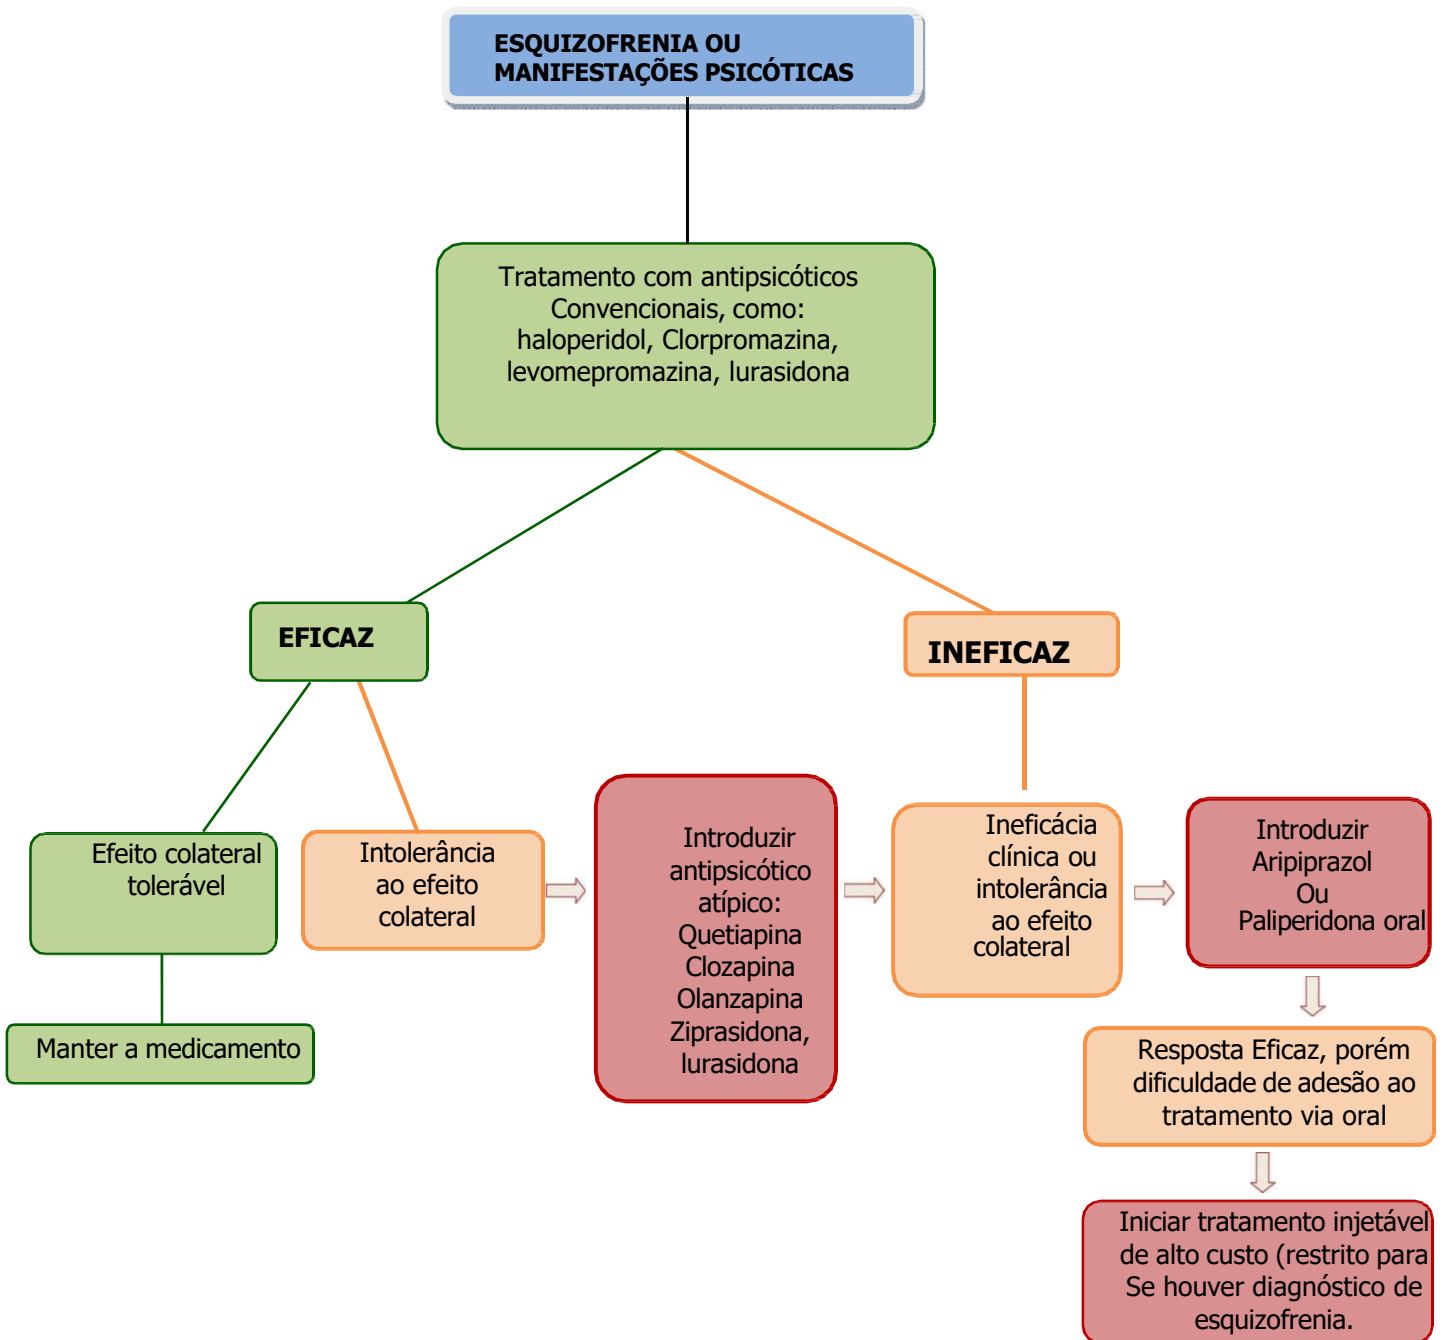 ESQUIZOFRENIA OU
MANIFESTAÇÕES PSICÓTICAS
Tratamento com antipsicóticos
Convencionais, como:
haloperidol, Clorpromazina,
levomepromazina, lurasidona
EFICAZ
INEFICAZ
Efeito colateral
tolerável
Manter a medicamento
Intolerância
ao efeito
colateral
Introduzir
antipsicótico
atípico:
Quetiapina
Clozapina
Olanzapina
Ziprasidona,
lurasidona
Ineficácia
clínica ou
intolerância
ao efeito
colateral
Introduzir
Aripiprazol
Ou
Paliperidona oral
Resposta Eficaz, porém
dificuldade de adesão ao
tratamento via oral
Iniciar tratamento injetável
de alto custo (restrito para
Se houver diagnóstico de
esquizofrenia.